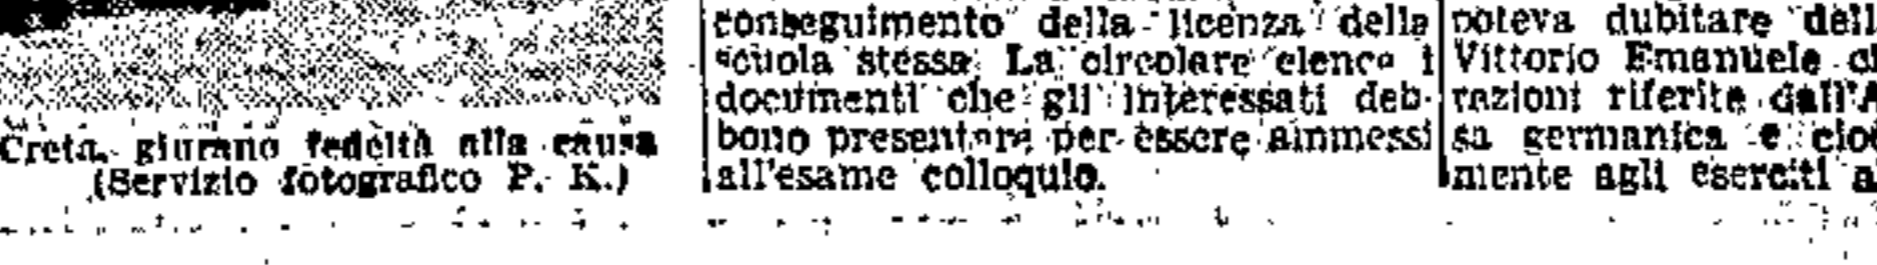 Creta, giurano fedeltà alla causa
(Servizio fotografico P. K.)
conseguimento della licenza della
scuola stessa. La circolare elenca i
documenti che gli interessati deb-
bono presentare per essere ammessi
all'esame colloquio.
poteva dubitare dell
Vittorio Emanuele
razioni riferite dall'A
sa germanica e cioè
mente agli eserciti a